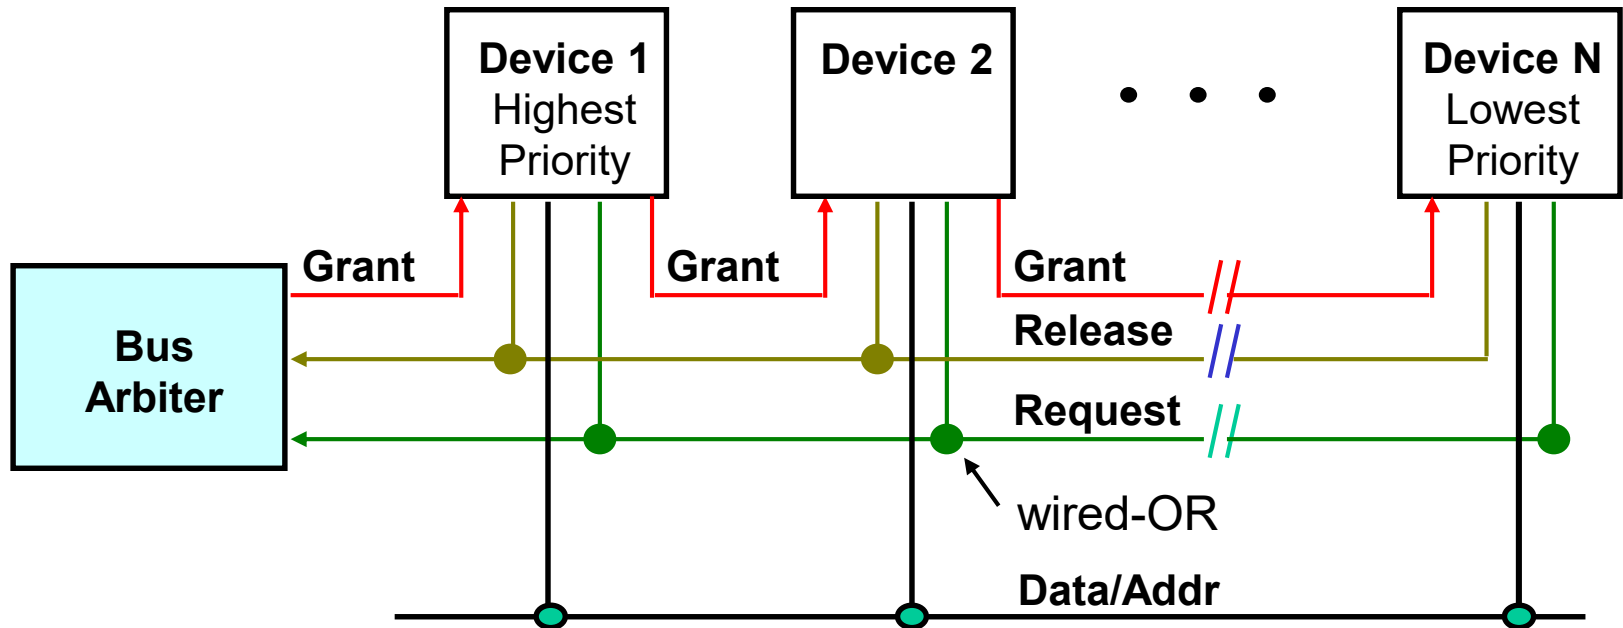 Device 1
Highest
Priority
Device 2
Device N
Lowest
Priority
Grant
Grant
Grant
Bus
Arbiter
Release
Request
wired-OR
Data/Addr